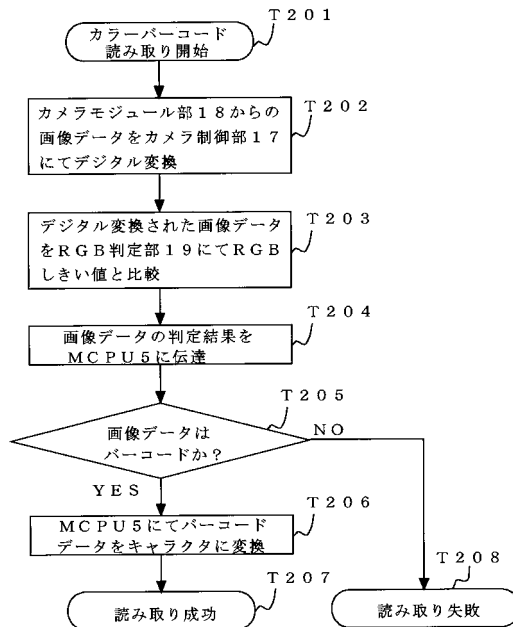 T201
カラーバーコード
読み取り開始
T202
カメラモジュール部18からの
画像データをカメラ制御部17
にてデジタル変換
T203
デジタル変換された画像データ
をRGB判定部19にてRGB
しきい値と比較
T204
画像データの判定結果を
MCPU5に伝達
T205
画像データは
バーコードか?
NO
YES
T206
MCPU5にてバーコード
データをキャラクタに変換
T207
読み取り成功
T208
読み取り失敗